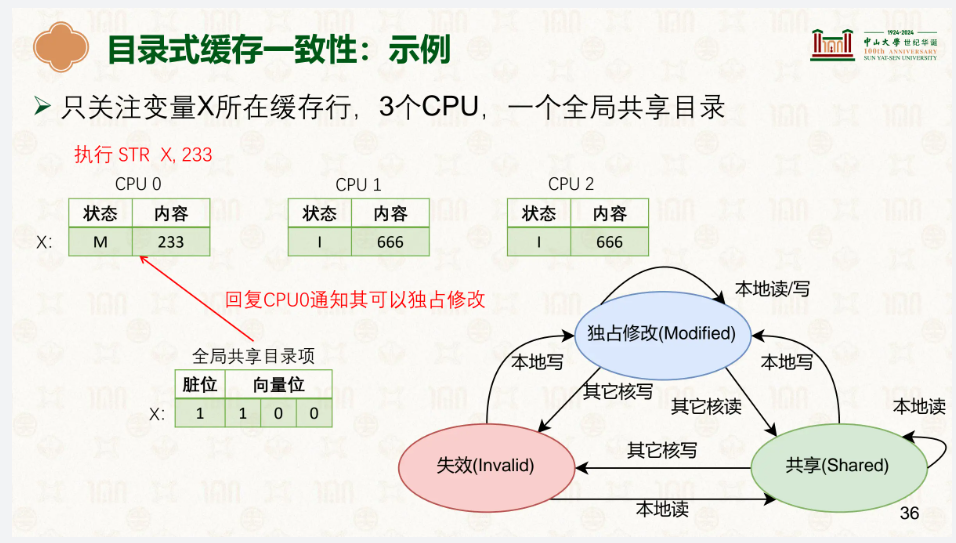 目录式缓存一致性：示例
1924-2024
中山大學 世纪华诞
100th ANNIVERSARY
SUN YAT-SEN UNIVERSITY
只关注变量X所在缓存行，3个CPU，一个全局共享目录
执行 STR X, 233
CPU 0
CPU 1
CPU 2
状态 内容
状态 内容
状态 内容
X: M 233
I 666
I 666
回复CPU0通知其可以独占修改
全局共享目录项
脏位 向量位
X: 1 1 0 0
本地读/写
独占修改(Modified)
本地写
本地写
其它核写
其它核读
本地读
失效(Invalid)
其它核写
共享(Shared)
本地读
36